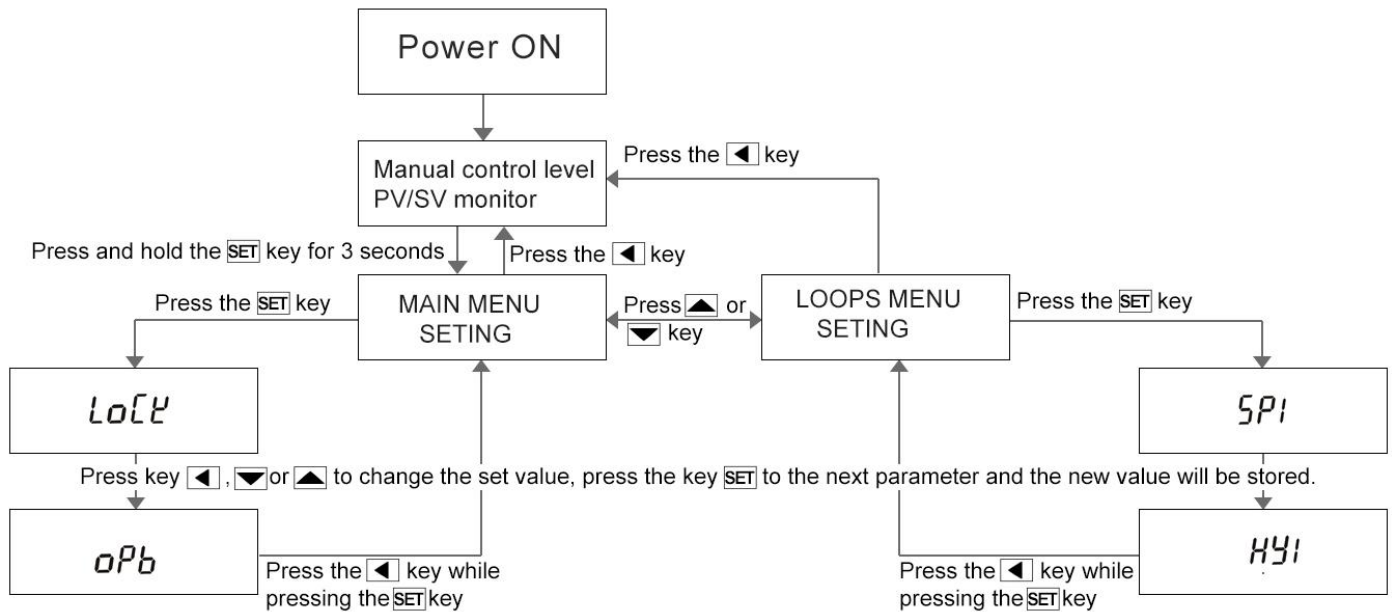 Power ON
Manual control level
PV/SV monitor
Press the ◀ key
Press and hold the SET key for 3 seconds
Press the ◀ key
Press the SET key
MAIN MENU
SETING
Press ▲ or
▼ key
LOOPS MENU
SETING
Press the SET key
LoCK
SP1
Press key ◀ , ▼ or ▲ to change the set value, press the key SET to the next parameter and the new value will be stored.
oPb
HY1
Press the ◀ key while
pressing the SET key
Press the ◀ key while
pressing the SET key